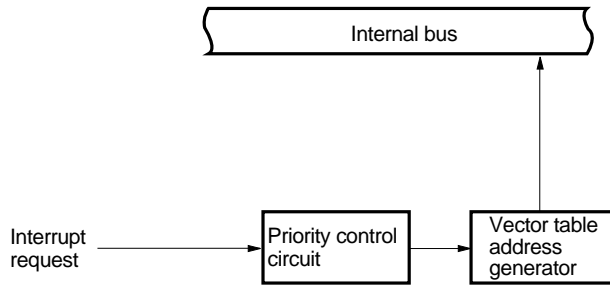 Internal bus
Interrupt
request
Priority control
circuit
Vector table
address
generator